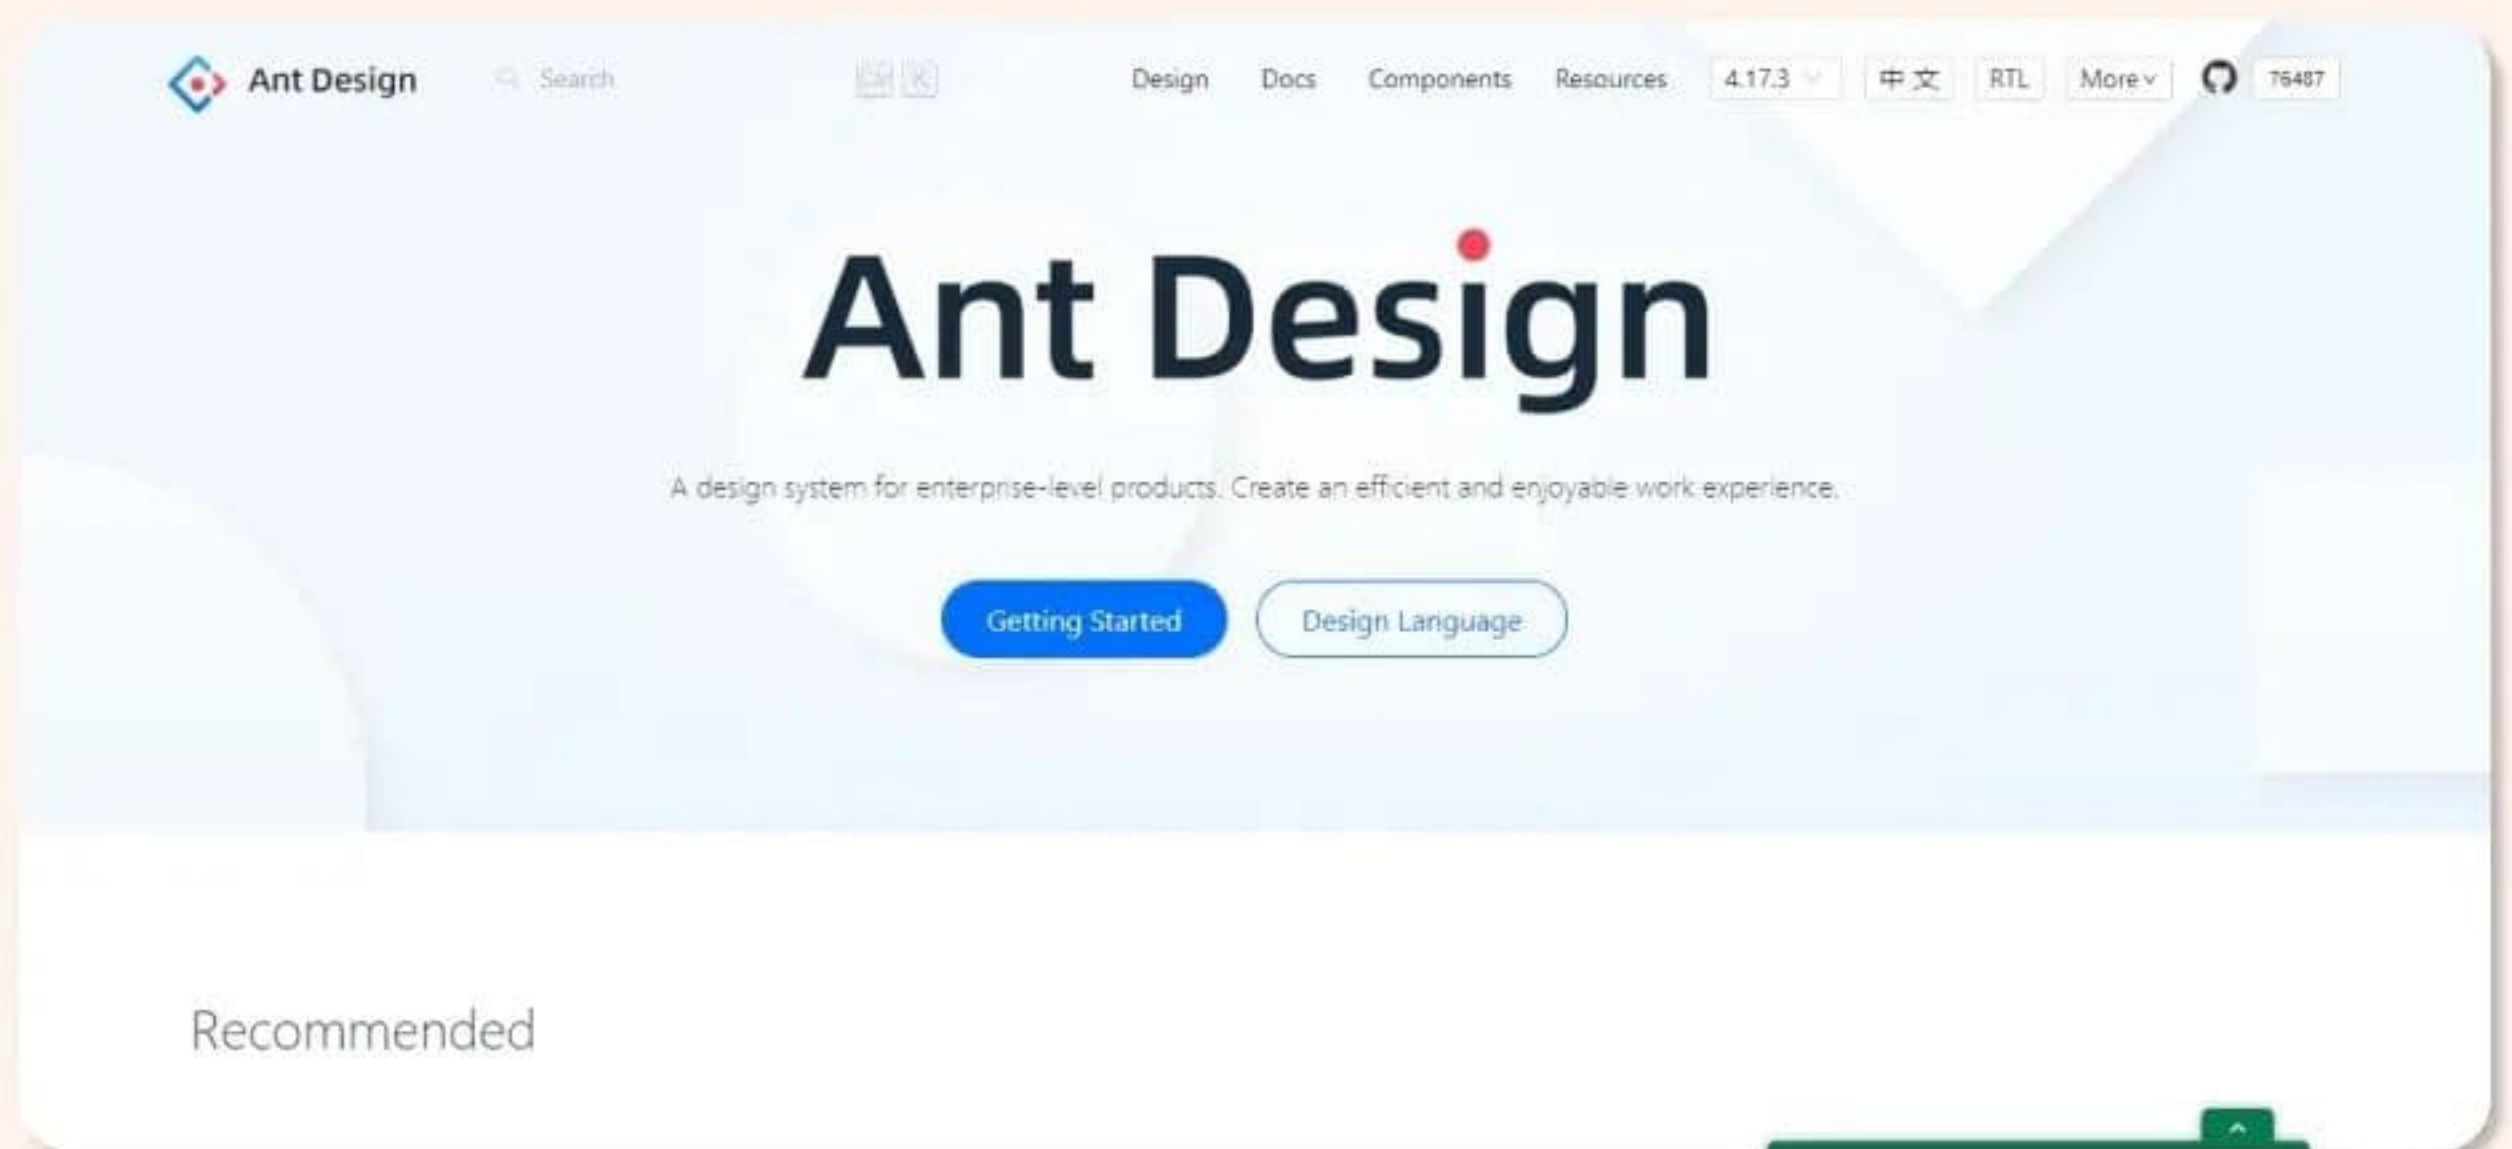 Ant Design
Search
K
Design Docs Components Resources 4.17.3 中文 RTL More 76487
Ant Design
A design system for enterprise-level products. Create an efficient and enjoyable work experience.
Getting Started
Design Language
Recommended